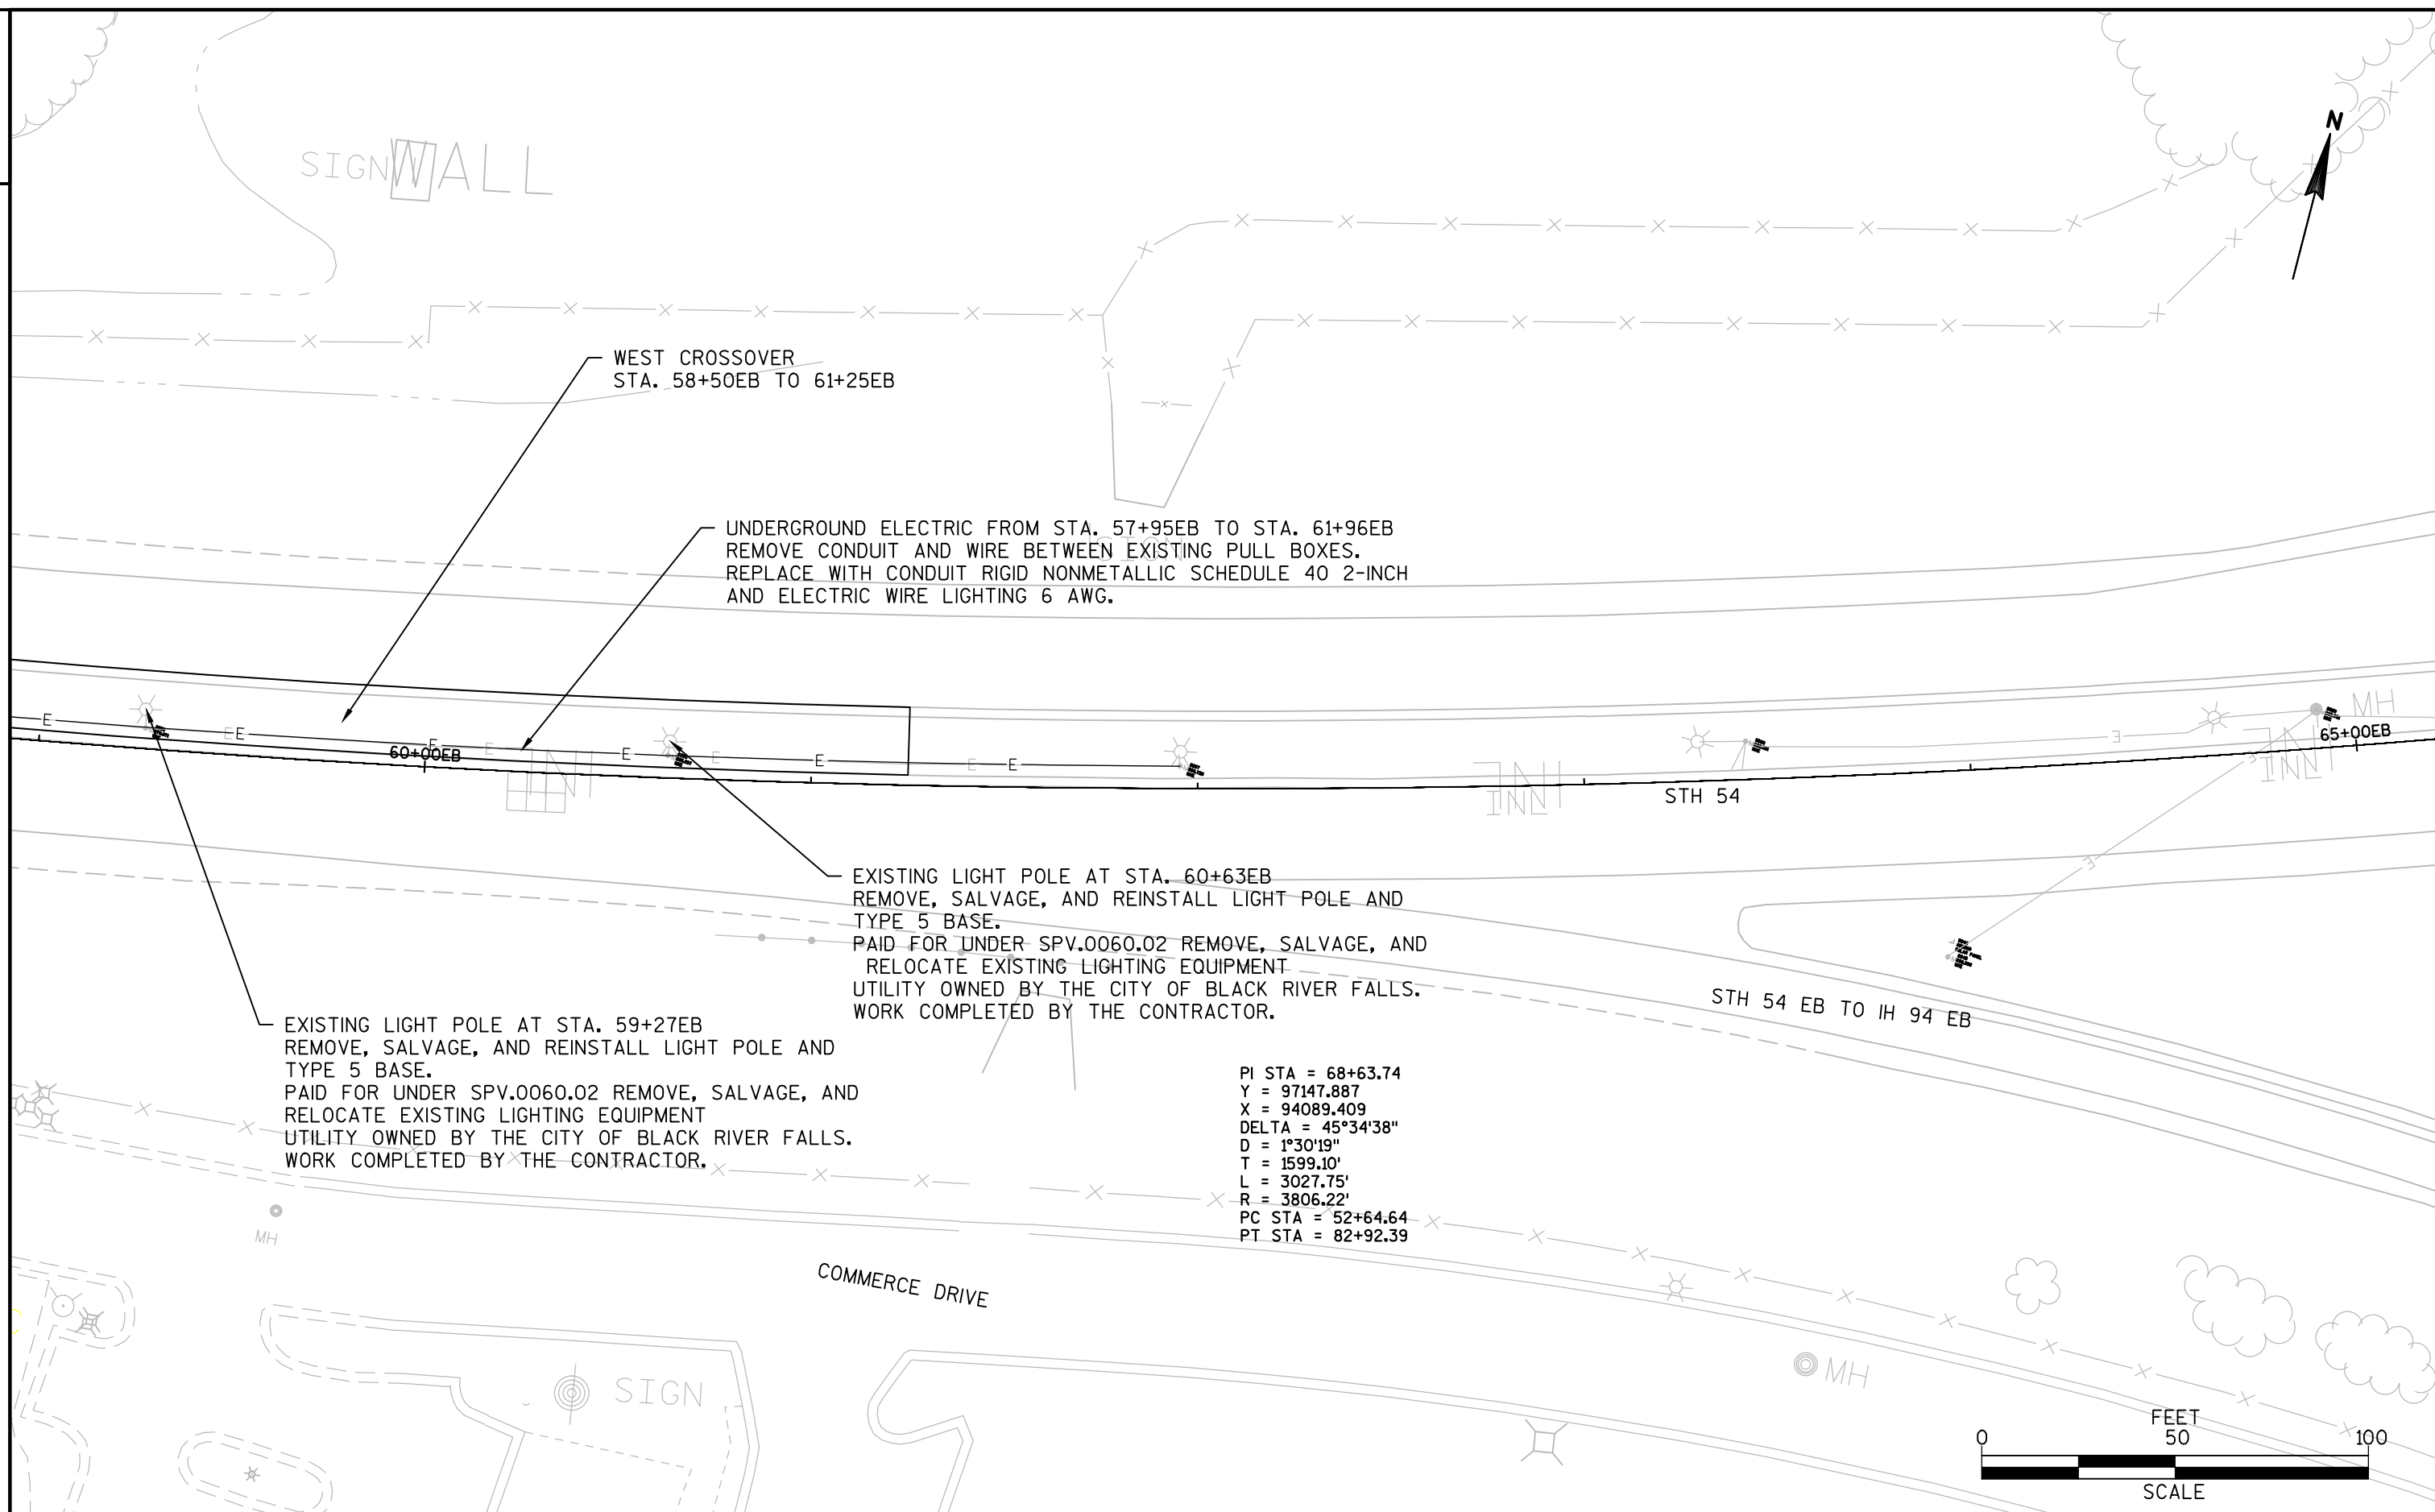 N
SIGN
WALL
WEST CROSSOVER
STA. 58+50EB TO 61+25EB
UNDERGROUND ELECTRIC FROM STA. 57+95EB TO STA. 61+96EB
REMOVE CONDUIT AND WIRE BETWEEN EXISTING PULL BOXES.
SIGN
REPLACE WITH CONDUIT RIGID NONMETALLIC SCHEDULE 40 2-INCH
AND ELECTRIC WIRE LIGHTING 6 AWG.
MH
E
E
E
E
E
E
E
E
E
E
E
E
E
60+00EB
65+00EB
INL
INL
INL
STH 54
EXISTING LIGHT POLE AT STA. 60+63EB
REMOVE, SALVAGE, AND REINSTALL LIGHT POLE AND
TYPE 5 BASE.
PAID FOR UNDER SPV.0060.02 REMOVE, SALVAGE, AND
RELOCATE EXISTING LIGHTING EQUIPMENT
UTILITY OWNED BY THE CITY OF BLACK RIVER FALLS.
WORK COMPLETED BY THE CONTRACTOR.
STH 54 EB TO IH 94 EB
EXISTING LIGHT POLE AT STA. 59+27EB
REMOVE, SALVAGE, AND REINSTALL LIGHT POLE AND
TYPE 5 BASE.
PAID FOR UNDER SPV.0060.02 REMOVE, SALVAGE, AND
RELOCATE EXISTING LIGHTING EQUIPMENT
UTILITY OWNED BY THE CITY OF BLACK RIVER FALLS.
WORK COMPLETED BY THE CONTRACTOR.
PI STA = 68+63.74
Y = 97147.887
X = 94089.409
DELTA = 45°34'38"
D = 1°30'19"
T = 1599.10'
L = 3027.75'
R = 3806.22'
PC STA = 52+64.64
PT STA = 82+92.39
MH
COMMERCE DRIVE
SIGN
MH
FEET
0 50 100
SCALE